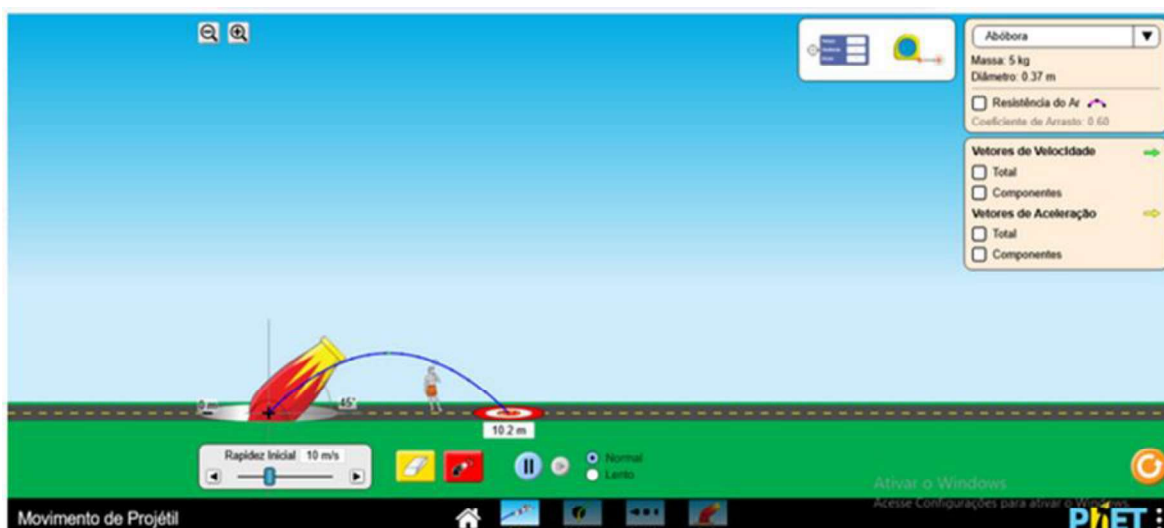 Abóbora
Massa: 5 kg
Diâmetro: 0.37 m
Resistência do Ar
Coeficiente de Arrasto: 0.60
Vetores de Velocidade
Total
Componentes
Vetores de Aceleração
Total
Componentes
0 m
45°
10.2 m
Rapidez Inicial 10 m/s
Normal
Lento
Ativar o Windows
Acesse Configurações para ativar o Windows.
Movimento de Projétil
PhET